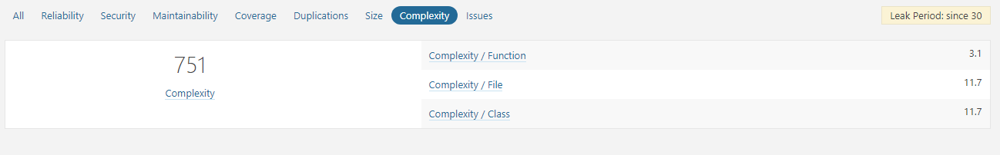 All Reliability Security Maintainability Coverage Duplications Size Complexity Issues Leak Period: since 30
751
Complexity
Complexity / Function 3.1
Complexity / File 11.7
Complexity / Class 11.7